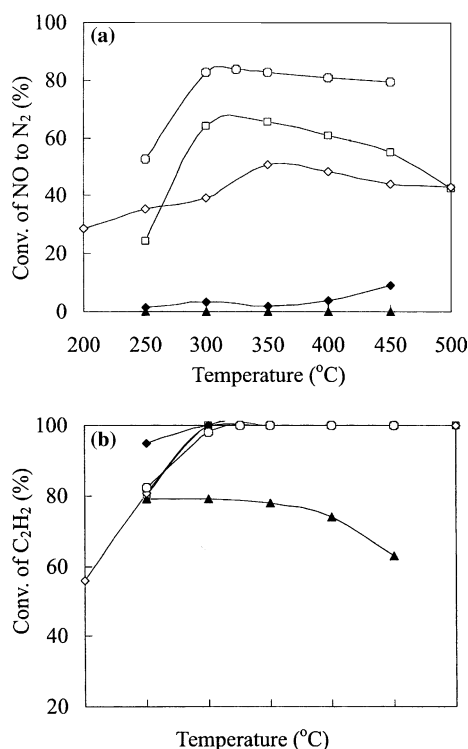 (a)
Conv. of NO to N₂ (%)
100
80
60
40
20
0
200 250 300 350 400 450 500
Temperature (°C)
(b)
Conv. of C₂H₂ (%)
100
80
60
40
20
Temperature (°C)